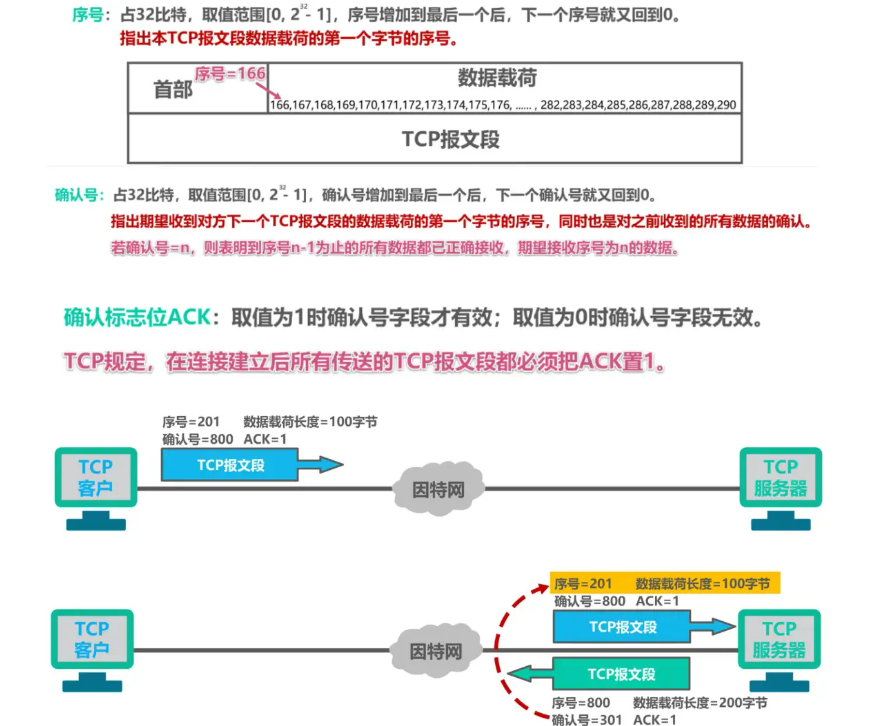 序号：占32比特，取值范围[0, 2³²- 1]，序号增加到最后一个后，下一个序号就又回到0。
指出本TCP报文段数据载荷的第一个字节的序号。
序号=166
首部
数据载荷
166,167,168,169,170,171,172,173,174,175,176, ...... , 282,283,284,285,286,287,288,289,290
TCP报文段
确认号：占32比特，取值范围[0, 2³²- 1]，确认号增加到最后一个后，下一个确认号就又回到0。
指出期望收到对方下一个TCP报文段的数据载荷的第一个字节的序号，同时也是对之前收到的所有数据的确认。
若确认号=n，则表明到序号n-1为止的所有数据都已正确接收，期望接收序号为n的数据。
确认标志位ACK：取值为1时确认号字段才有效；取值为0时确认号字段无效。
TCP规定，在连接建立后所有传送的TCP报文段都必须把ACK置1。
序号=201 数据载荷长度=100字节
确认号=800 ACK=1
TCP报文段
TCP
客户
因特网
TCP
服务器
序号=201 数据载荷长度=100字节
确认号=800 ACK=1
TCP报文段
TCP
客户
因特网
TCP
服务器
TCP报文段
序号=800 数据载荷长度=200字节
确认号=301 ACK=1